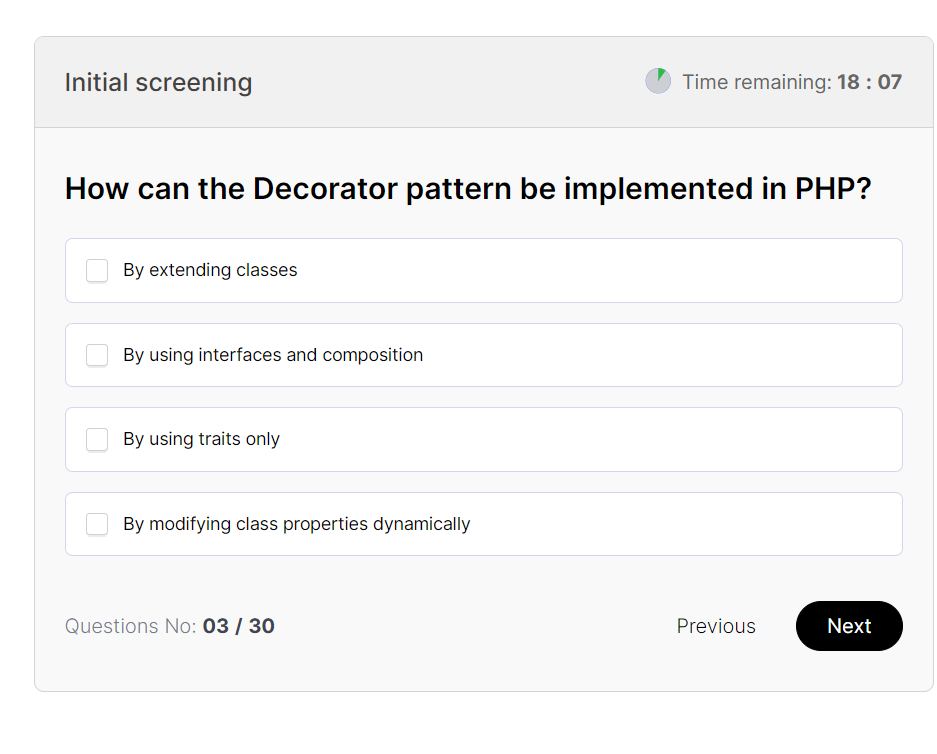 Initial screening
Time remaining: 18 : 07
How can the Decorator pattern be implemented in PHP?
By extending classes
By using interfaces and composition
By using traits only
By modifying class properties dynamically
Questions No: 03 / 30
Previous
Next